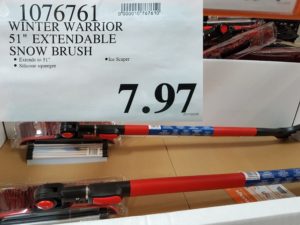 1076761
WINTER WARRIOR
51" EXTENDABLE
SNOW BRUSH
• Extends to 51" •Ice Scraper
• Silicone squeegee
7.97